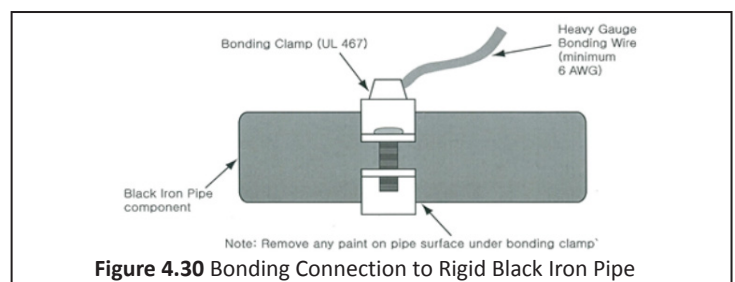 Bonding Clamp (UL 467)
Heavy Gauge
Bonding Wire
(minimum
6 AWG)
Black Iron Pipe
component
Note: Remove any paint on pipe surface under bonding clamp`
Figure 4.30 Bonding Connection to Rigid Black Iron Pipe